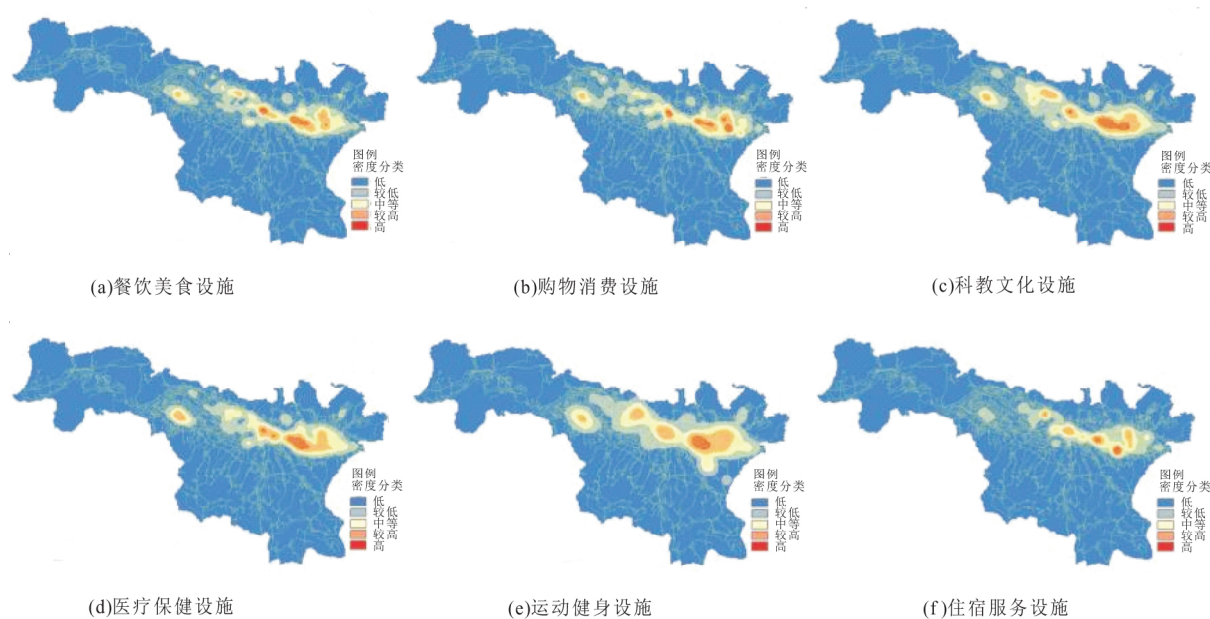 图例
密度分类
低
较低
中等
较高
高
图例
密度分类
低
较低
中等
较高
高
图例
密度分类
低
较低
中等
较高
高
(a)餐饮美食设施
(b)购物消费设施
(c)科教文化设施
图例
密度分类
低
较低
中等
较高
高
图例
密度分类
低
较低
中等
较高
高
图例
密度分类
低
较低
中等
较高
高
(d)医疗保健设施
(e)运动健身设施
(f)住宿服务设施